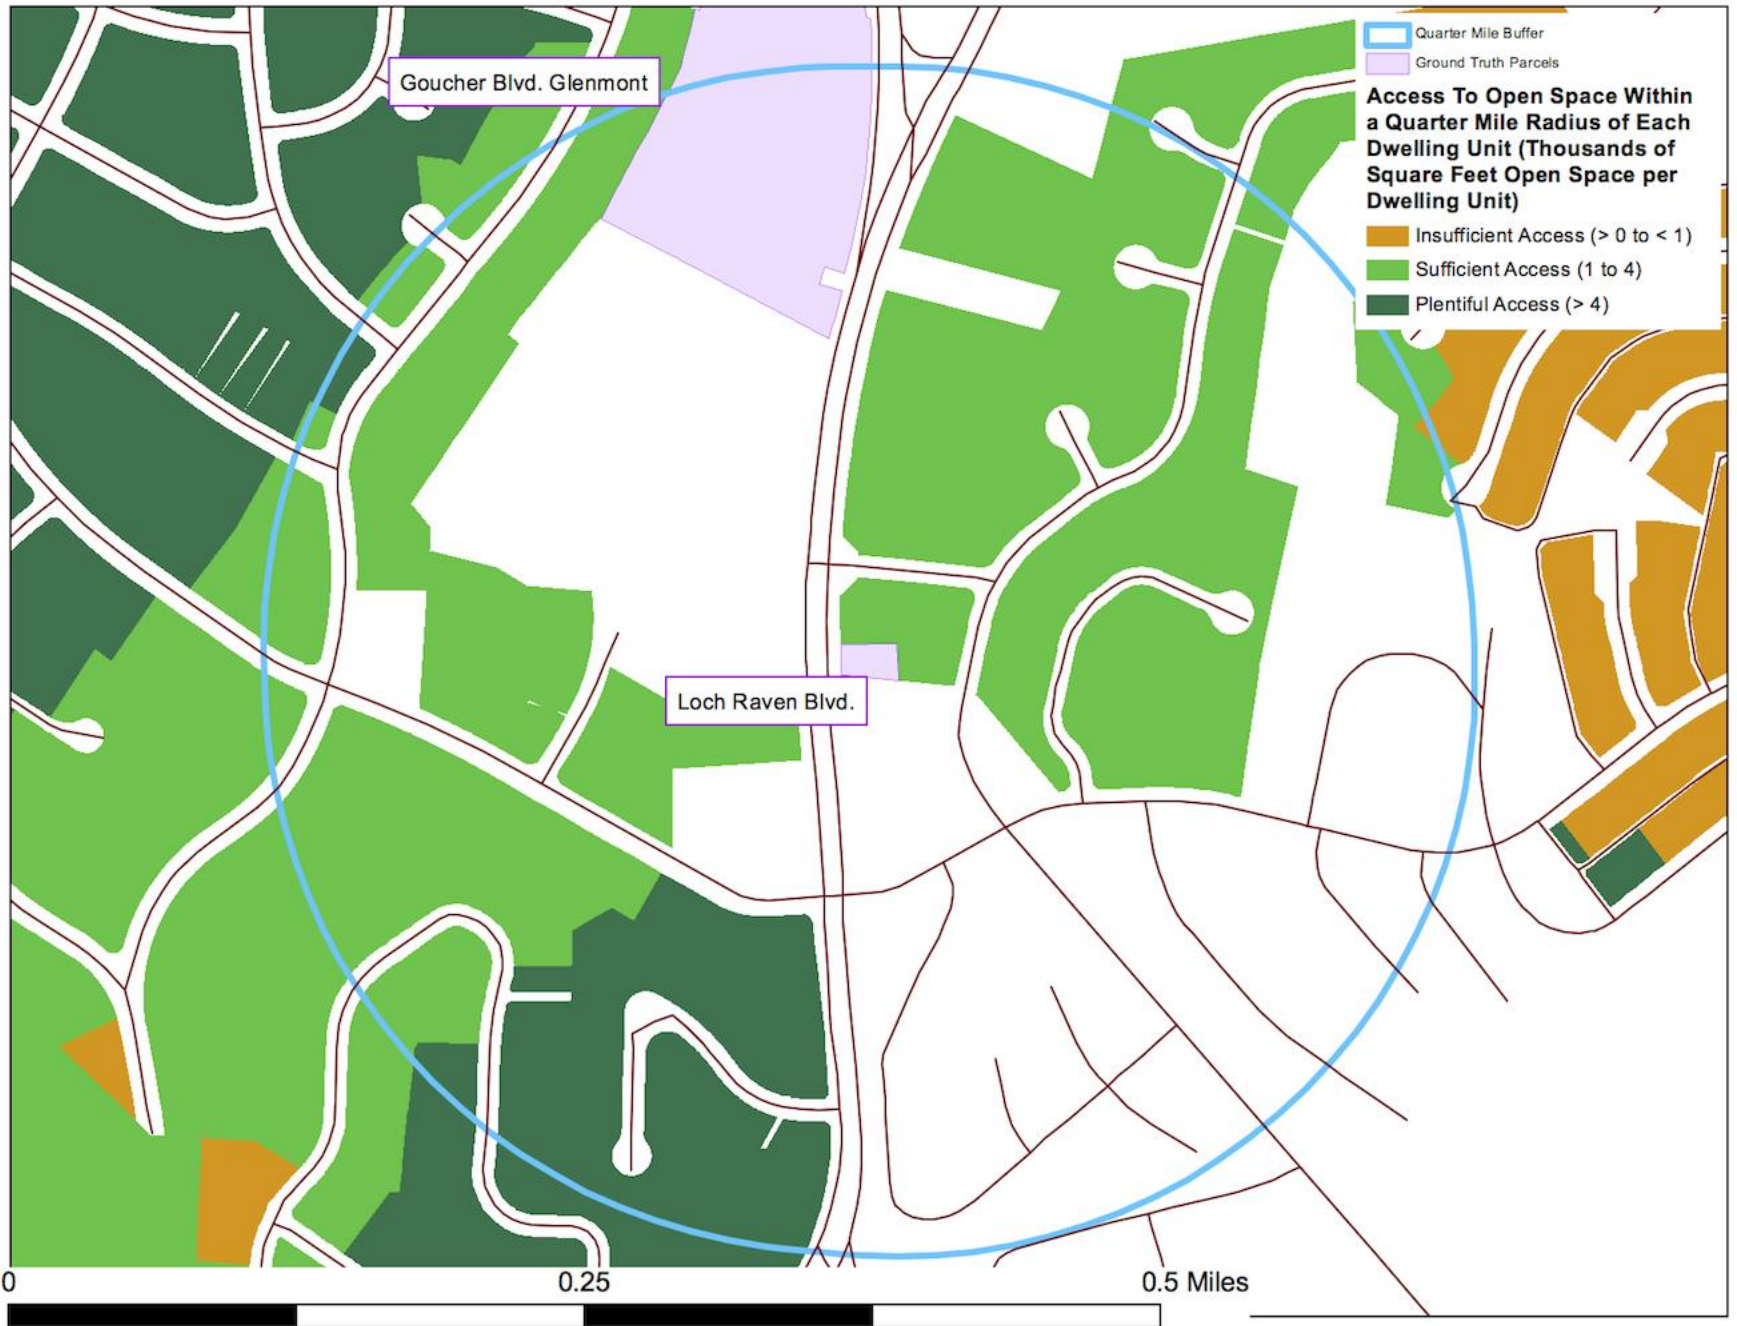 Goucher Blvd. Glenmont
Quarter Mile Buffer
Ground Truth Parcels
Access To Open Space Within
a Quarter Mile Radius of Each
Dwelling Unit (Thousands of
Square Feet Open Space per
Dwelling Unit)
Insufficient Access (> 0 to < 1)
Sufficient Access (1 to 4)
Plentiful Access (> 4)
Loch Raven Blvd.
0 0.25 0.5 Miles